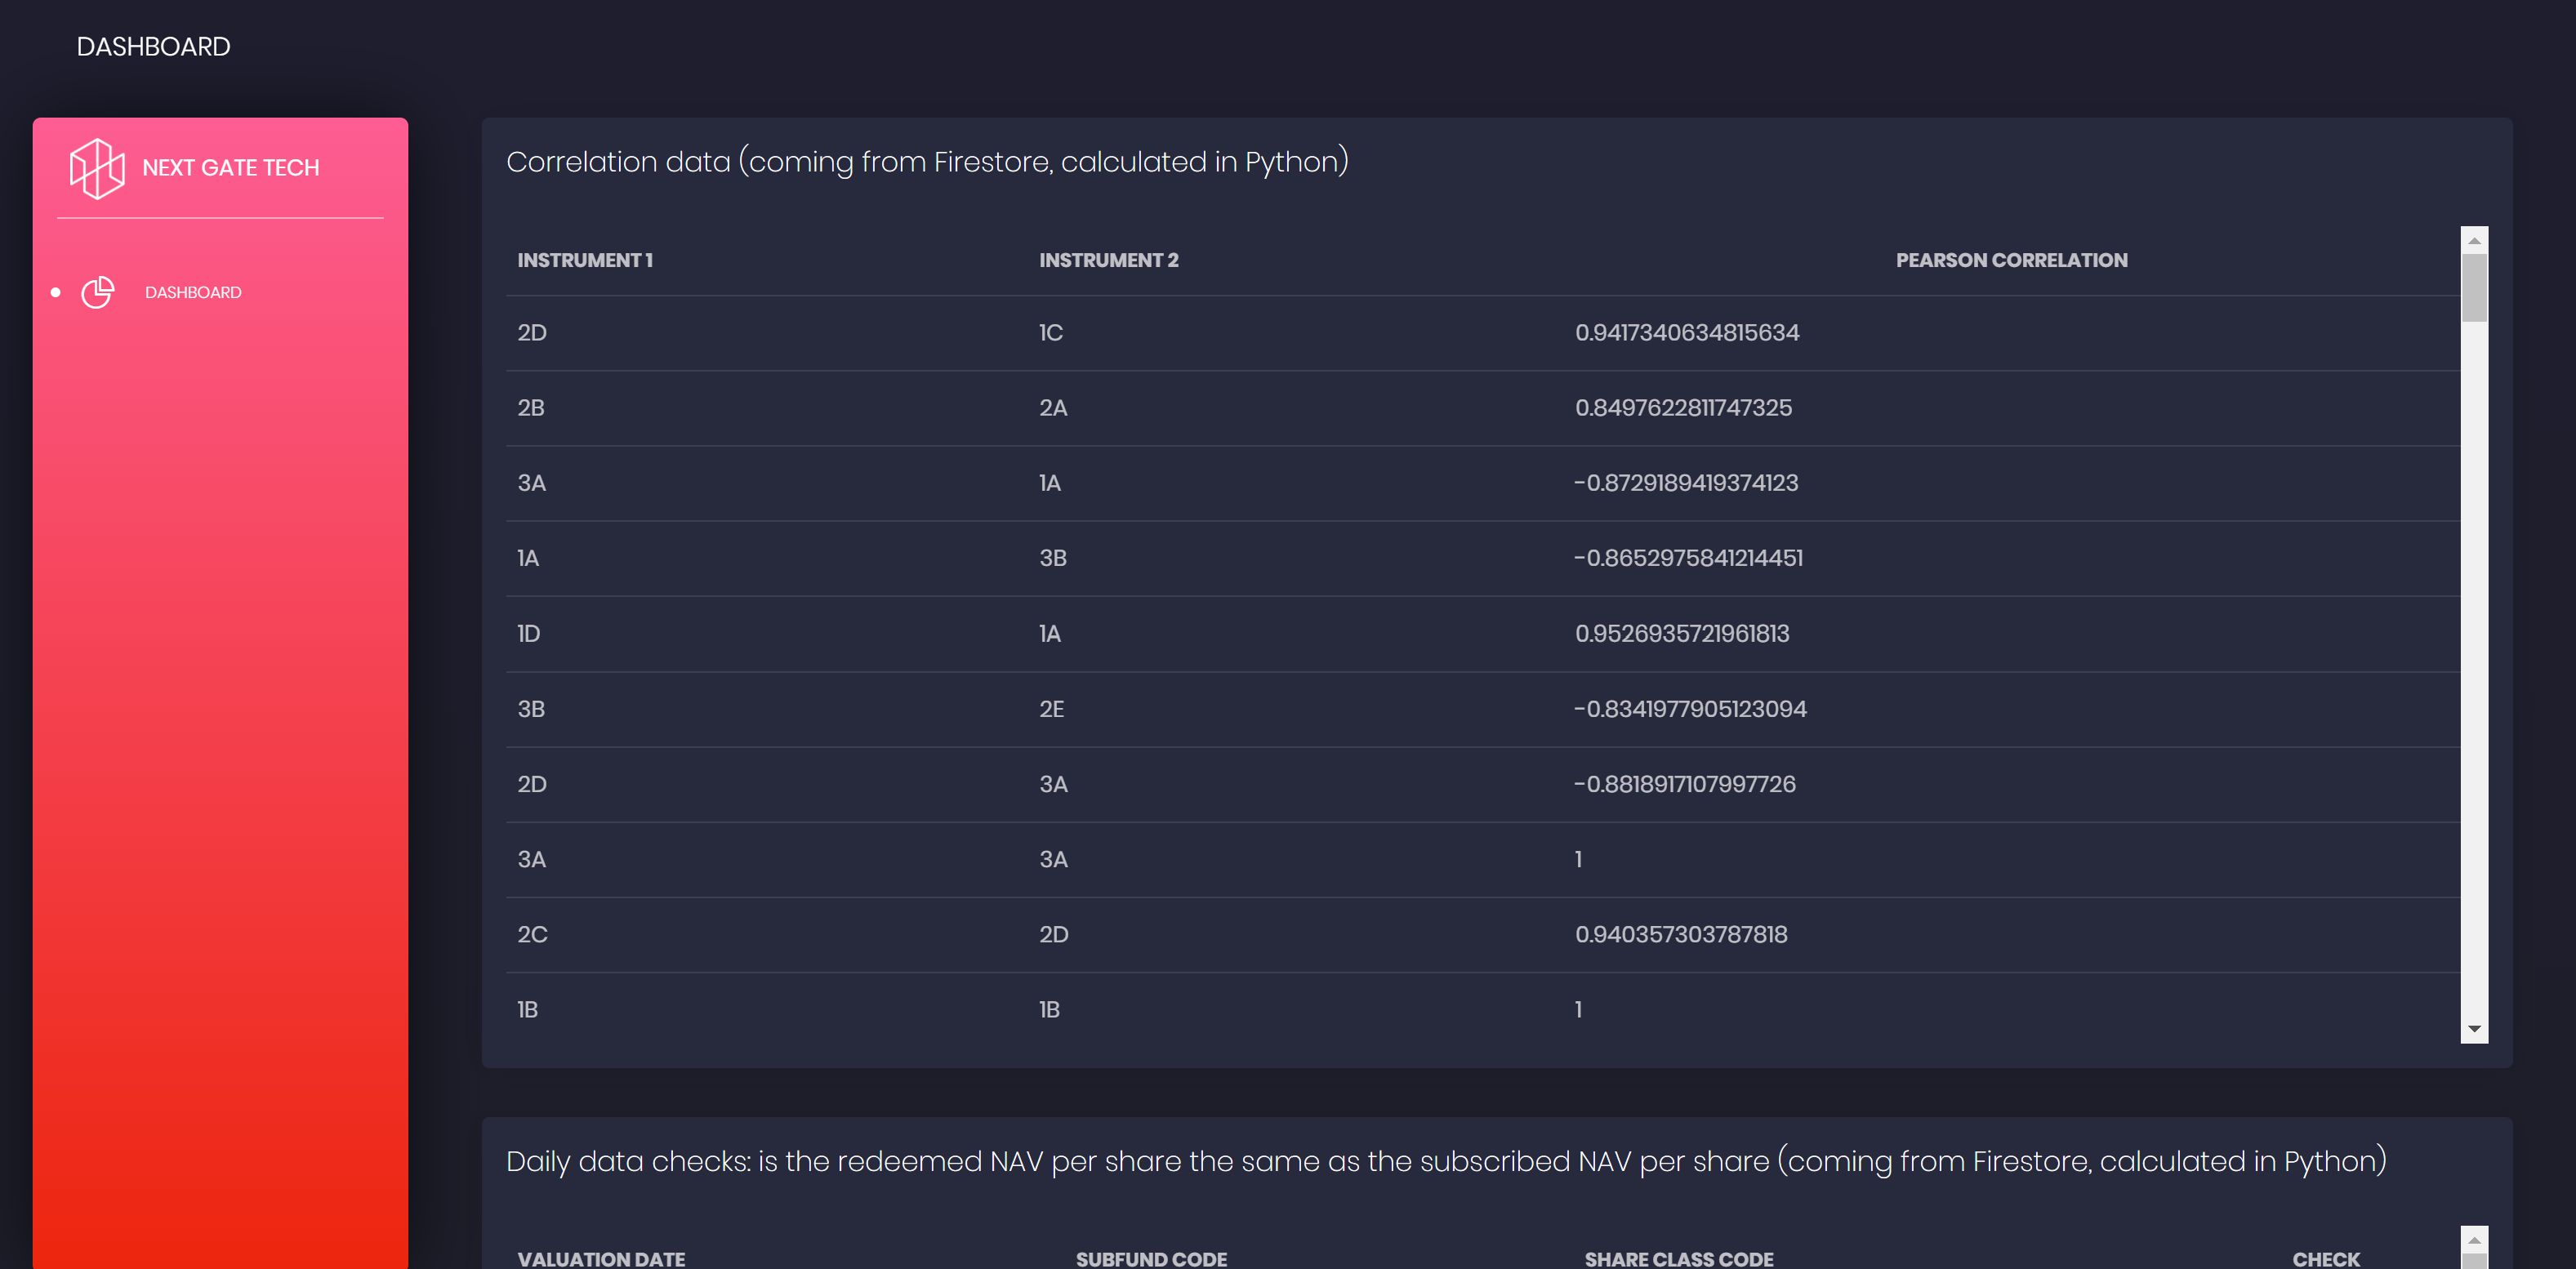 DASHBOARD
NEXT GATE TECH
DASHBOARD
Correlation data (coming from Firestore, calculated in Python)
INSTRUMENT 1 INSTRUMENT 2 PEARSON CORRELATION
2D 1C 0.9417340634815634
2B 2A 0.8497622811747325
3A 1A -0.8729189419374123
1A 3B -0.8652975841214451
1D 1A 0.9526935721961813
3B 2E -0.8341977905123094
2D 3A -0.8818917107997726
3A 3A 1
2C 2D 0.940357303787818
1B 1B 1
Daily data checks: is the redeemed NAV per share the same as the subscribed NAV per share (coming from Firestore, calculated in Python)
VALUATION DATE SUBFUND CODE SHARE CLASS CODE CHECK